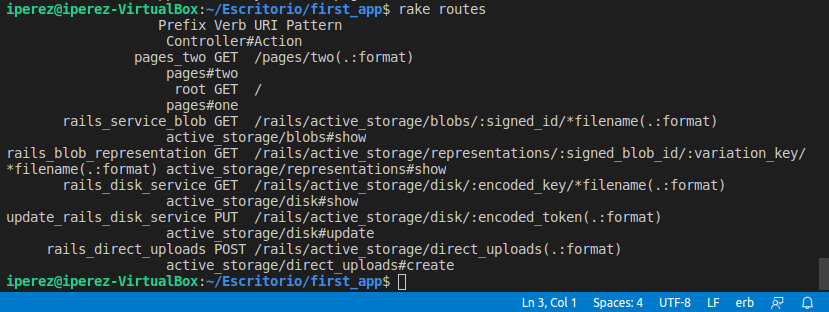 iperez@iperez-VirtualBox:~/Escritorio/first_app$ rake routes
                   Prefix Verb URI Pattern
                    Controller#Action
                pages_two GET  /pages/two(.:format)
                    pages#two
                     root GET  /
                    pages#one
       rails_service_blob GET  /rails/active_storage/blobs/:signed_id/*filename(.:format)
                    active_storage/blobs#show
rails_blob_representation GET  /rails/active_storage/representations/:signed_blob_id/:variation_key/
*filename(.:format) active_storage/representations#show
       rails_disk_service GET  /rails/active_storage/disk/:encoded_key/*filename(.:format)
                    active_storage/disk#show
update_rails_disk_service PUT  /rails/active_storage/disk/:encoded_token(.:format)
                    active_storage/disk#update
     rails_direct_uploads POST /rails/active_storage/direct_uploads(.:format)
                    active_storage/direct_uploads#create
iperez@iperez-VirtualBox:~/Escritorio/first_app$
Ln 3, Col 1 Spaces: 4 UTF-8 LF erb